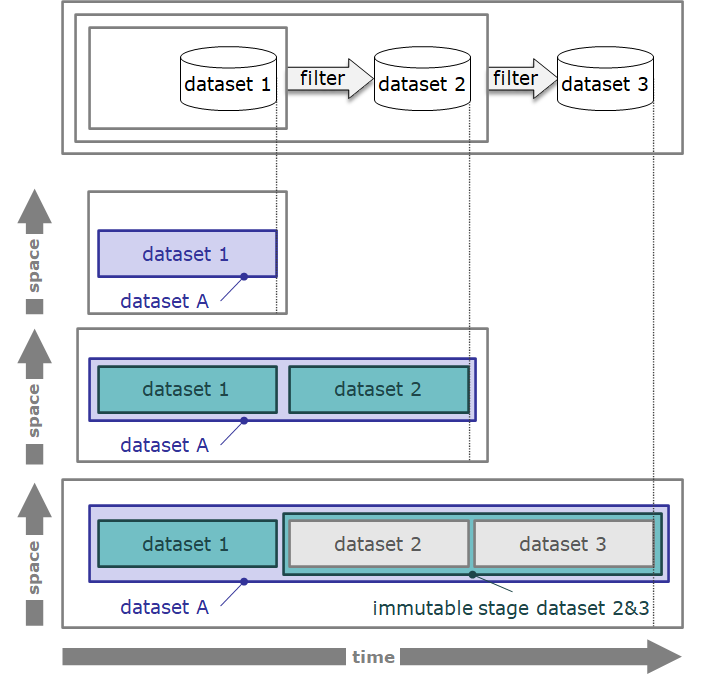 dataset 1
filter
dataset 2
filter
dataset 3
space
dataset 1
dataset A
space
dataset 1
dataset 2
dataset A
space
dataset 1
dataset 2
dataset 3
dataset A
immutable stage dataset 2&3
time